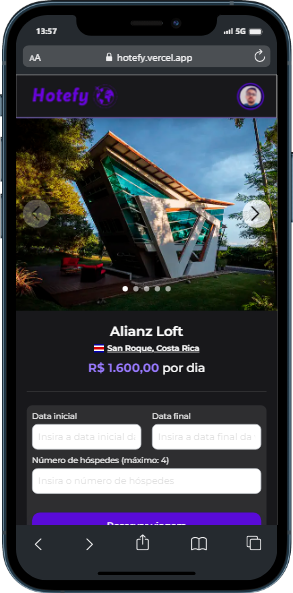 13:57
5G
AA hotefy.vercel.app
Hotefy
Alianz Loft
San Roque, Costa Rica
R$ 1.600,00 por dia
Data inicial Data final
Insira a data inicial d Insira a data final da
Número de hóspedes (máximo: 4)
Insira o número de hóspedes
Reservar viagem